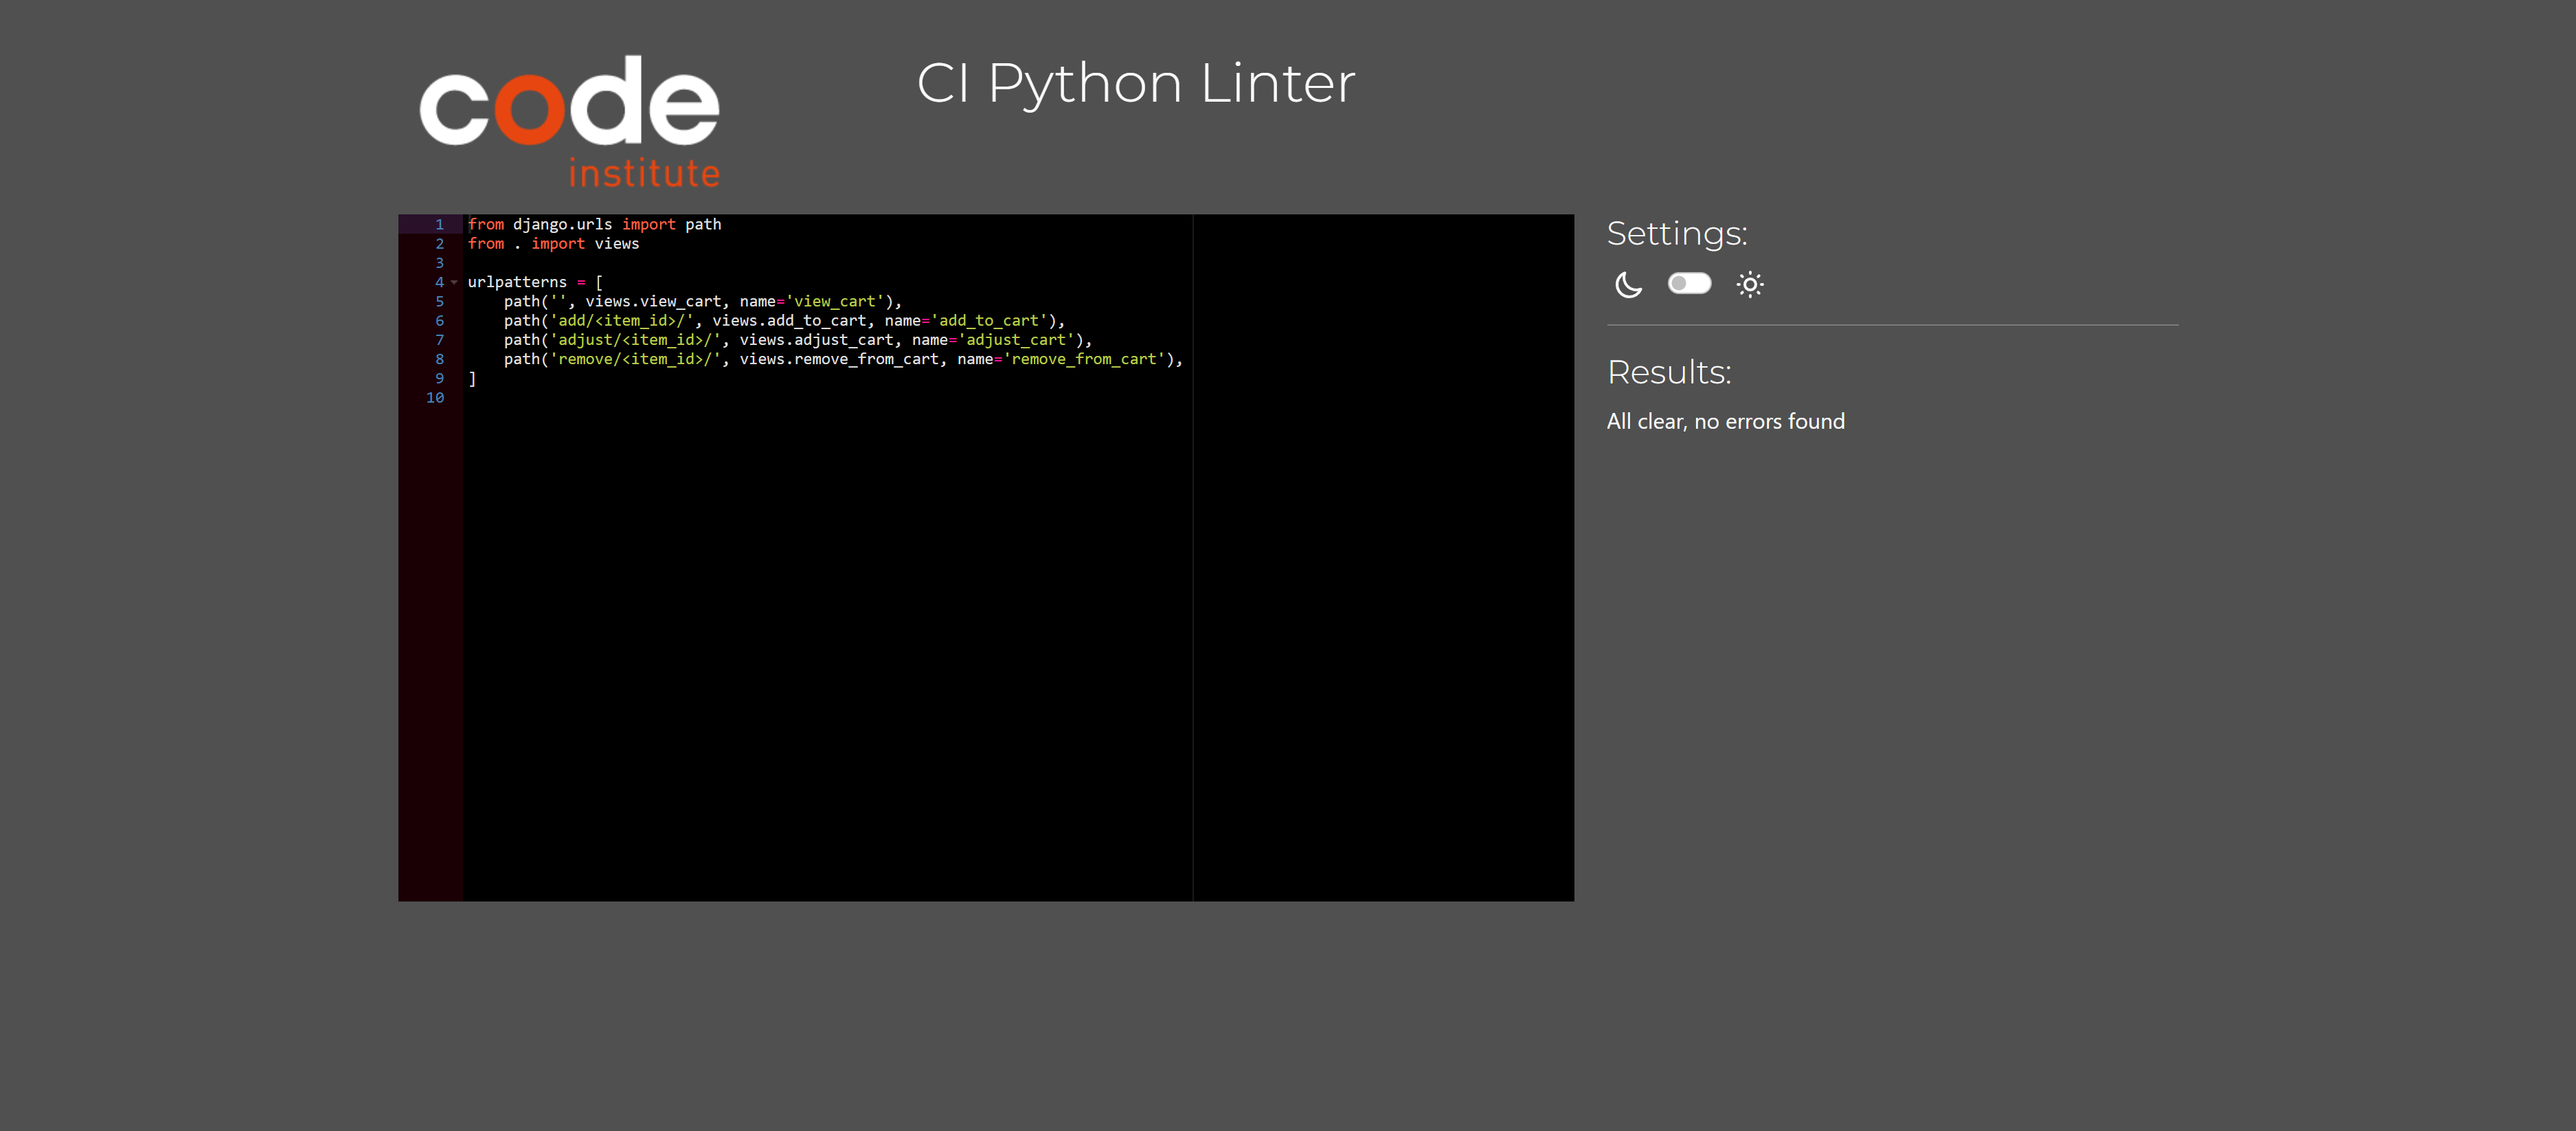 code
institute
CI Python Linter
1 from django.urls import path
2 from . import views
3
4 urlpatterns = [
5     path('', views.view_cart, name='view_cart'),
6     path('add/<item_id>/', views.add_to_cart, name='add_to_cart'),
7     path('adjust/<item_id>/', views.adjust_cart, name='adjust_cart'),
8     path('remove/<item_id>/', views.remove_from_cart, name='remove_from_cart'),
9 ]
10
Settings:
Results:
All clear, no errors found